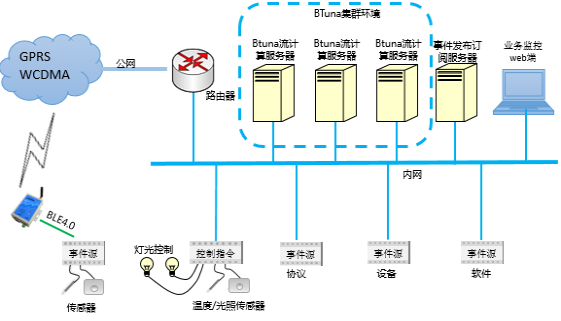 BTuna集群环境
GPRS
WCDMA
公网
路由器
Btuna流计
算服务器
Btuna流计
算服务器
Btuna流计
算服务器
事件发布订
阅服务器
业务监控
web端
内网
BLE4.0
事件源
传感器
灯光控制
控制指令
温度/光照传感器
事件源
协议
事件源
设备
事件源
软件